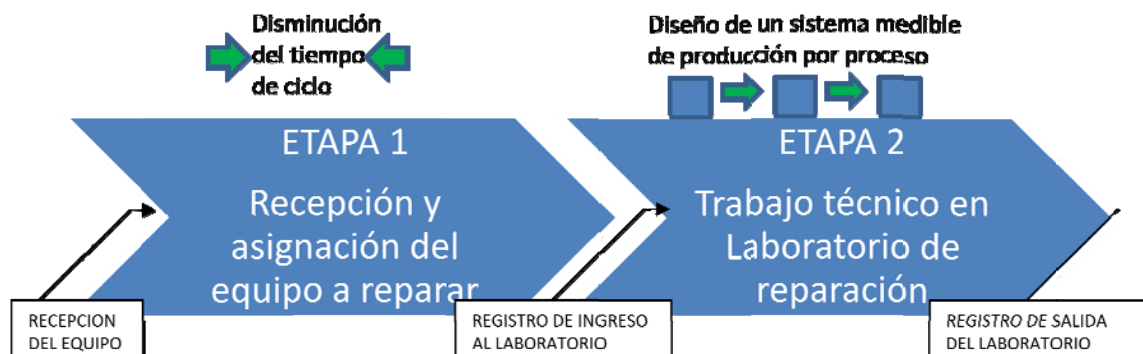 Disminución
del tiempo
de ciclo
Diseño de un sistema medible
de producción por proceso
ETAPA 1
Recepción y
asignación del
equipo a reparar
ETAPA 2
Trabajo técnico en
Laboratorio de
reparación
RECEPCION
DEL EQUIPO
REGISTRO DE INGRESO
AL LABORATORIO
REGISTRO DE SALIDA
DEL LABORATORIO